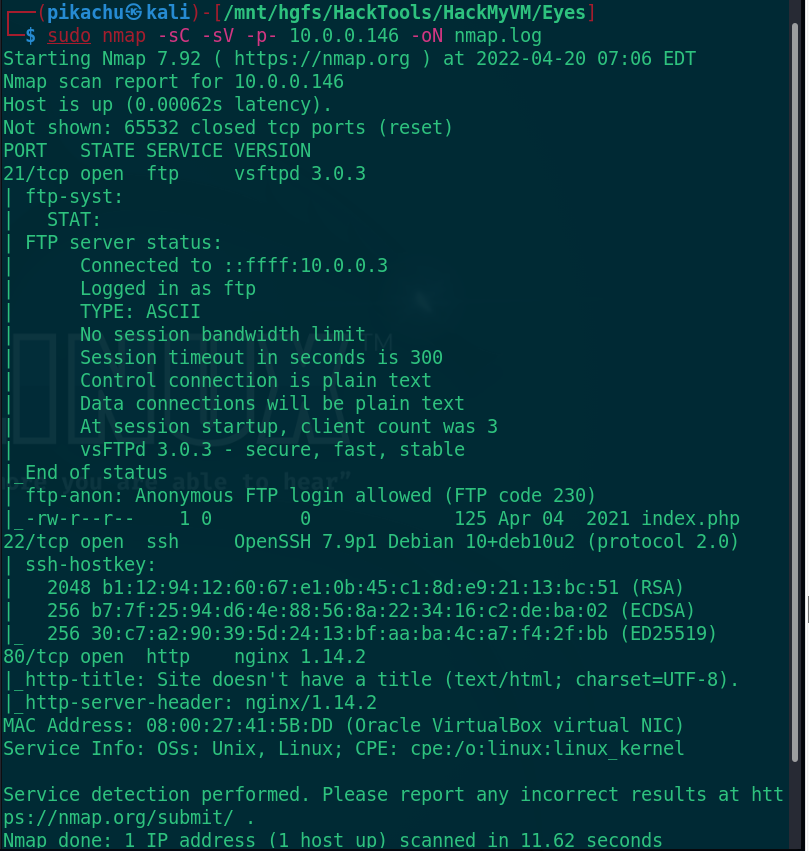 ┌──(pikachu㉿kali)-[/mnt/hgfs/HackTools/HackMyVM/Eyes]
└─$ sudo nmap -sC -sV -p- 10.0.0.146 -oN nmap.log
Starting Nmap 7.92 ( https://nmap.org ) at 2022-04-20 07:06 EDT
Nmap scan report for 10.0.0.146
Host is up (0.00062s latency).
Not shown: 65532 closed tcp ports (reset)
PORT   STATE SERVICE VERSION
21/tcp open  ftp     vsftpd 3.0.3
| ftp-syst:
|   STAT:
| FTP server status:
|      Connected to ::ffff:10.0.0.3
|      Logged in as ftp
|      TYPE: ASCII
|      No session bandwidth limit
|      Session timeout in seconds is 300
|      Control connection is plain text
|      Data connections will be plain text
|      At session startup, client count was 3
|      vsFTPd 3.0.3 - secure, fast, stable
|_End of status
| ftp-anon: Anonymous FTP login allowed (FTP code 230)
|_-rw-r--r--    1 0        0             125 Apr 04  2021 index.php
22/tcp open  ssh     OpenSSH 7.9p1 Debian 10+deb10u2 (protocol 2.0)
| ssh-hostkey:
|   2048 b1:12:94:12:60:67:e1:0b:45:c1:8d:e9:21:13:bc:51 (RSA)
|   256 b7:7f:25:94:d6:4e:88:56:8a:22:34:16:c2:de:ba:02 (ECDSA)
|_  256 30:c7:a2:90:39:5d:24:13:bf:aa:ba:4c:a7:f4:2f:bb (ED25519)
80/tcp open  http    nginx 1.14.2
|_http-title: Site doesn't have a title (text/html; charset=UTF-8).
|_http-server-header: nginx/1.14.2
MAC Address: 08:00:27:41:5B:DD (Oracle VirtualBox virtual NIC)
Service Info: OSs: Unix, Linux; CPE: cpe:/o:linux:linux_kernel

Service detection performed. Please report any incorrect results at htt
ps://nmap.org/submit/ .
Nmap done: 1 IP address (1 host up) scanned in 11.62 seconds